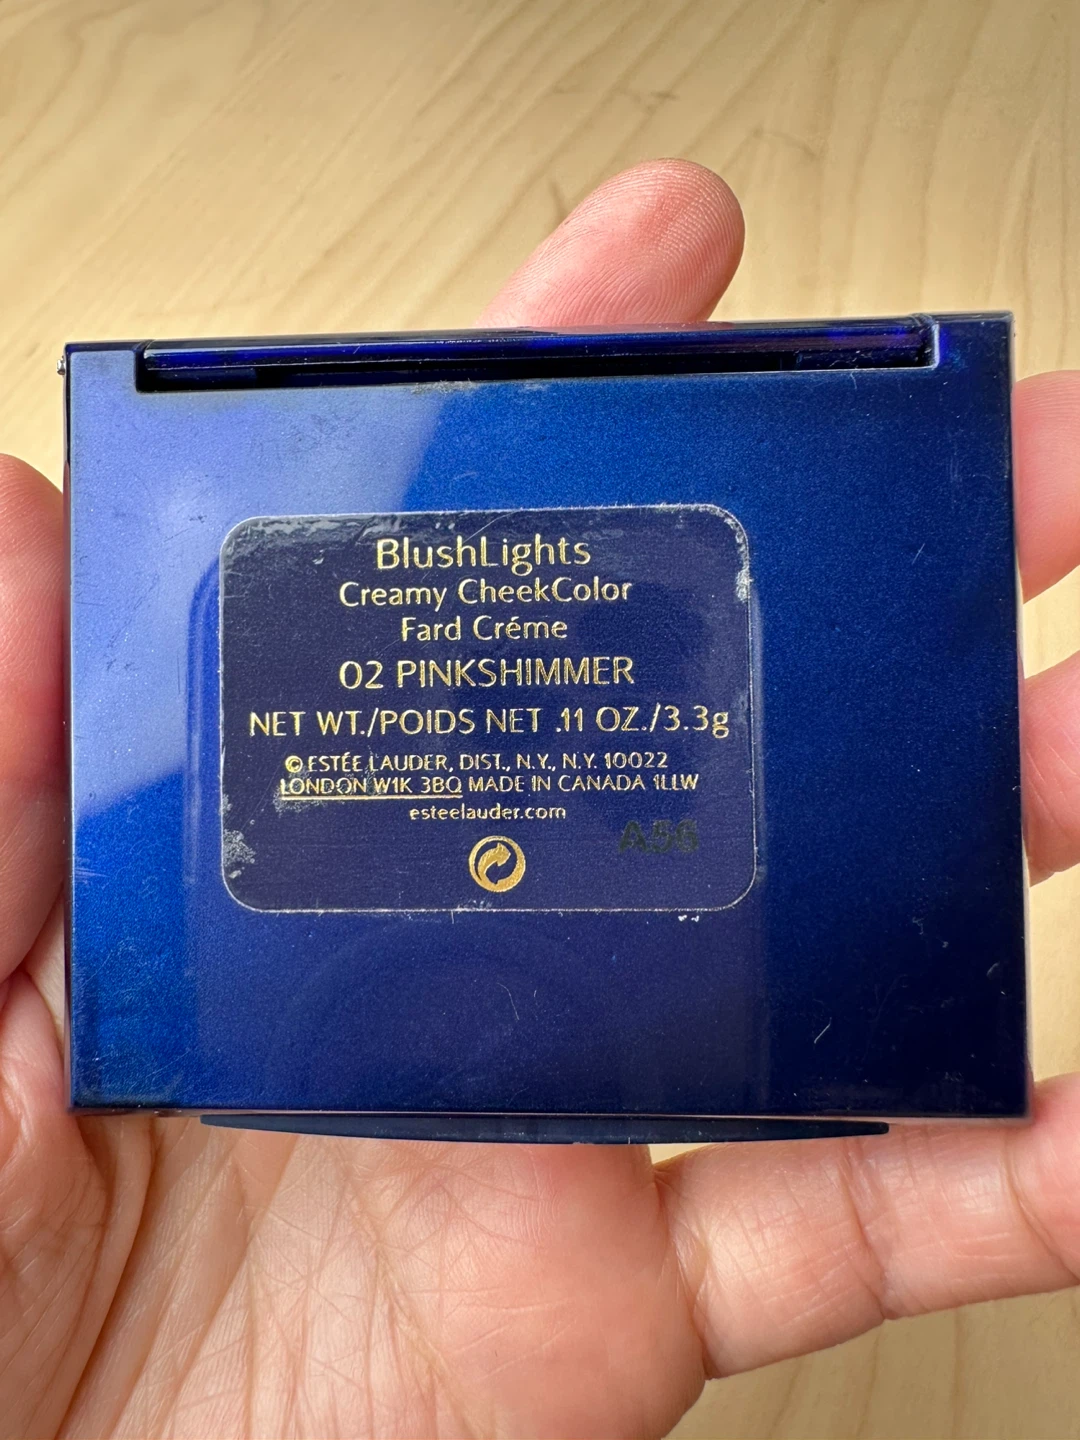 BlushLights
Creamy CheekColor
Fard Créme
02 PINKSHIMMER
NET WT./POIDS NET .11 OZ./3.3g
© ESTÉE LAUDER, DIST., N.Y., N.Y. 10022
LONDON W1K 3BQ MADE IN CANADA 1LLW
esteelauder.com
A56